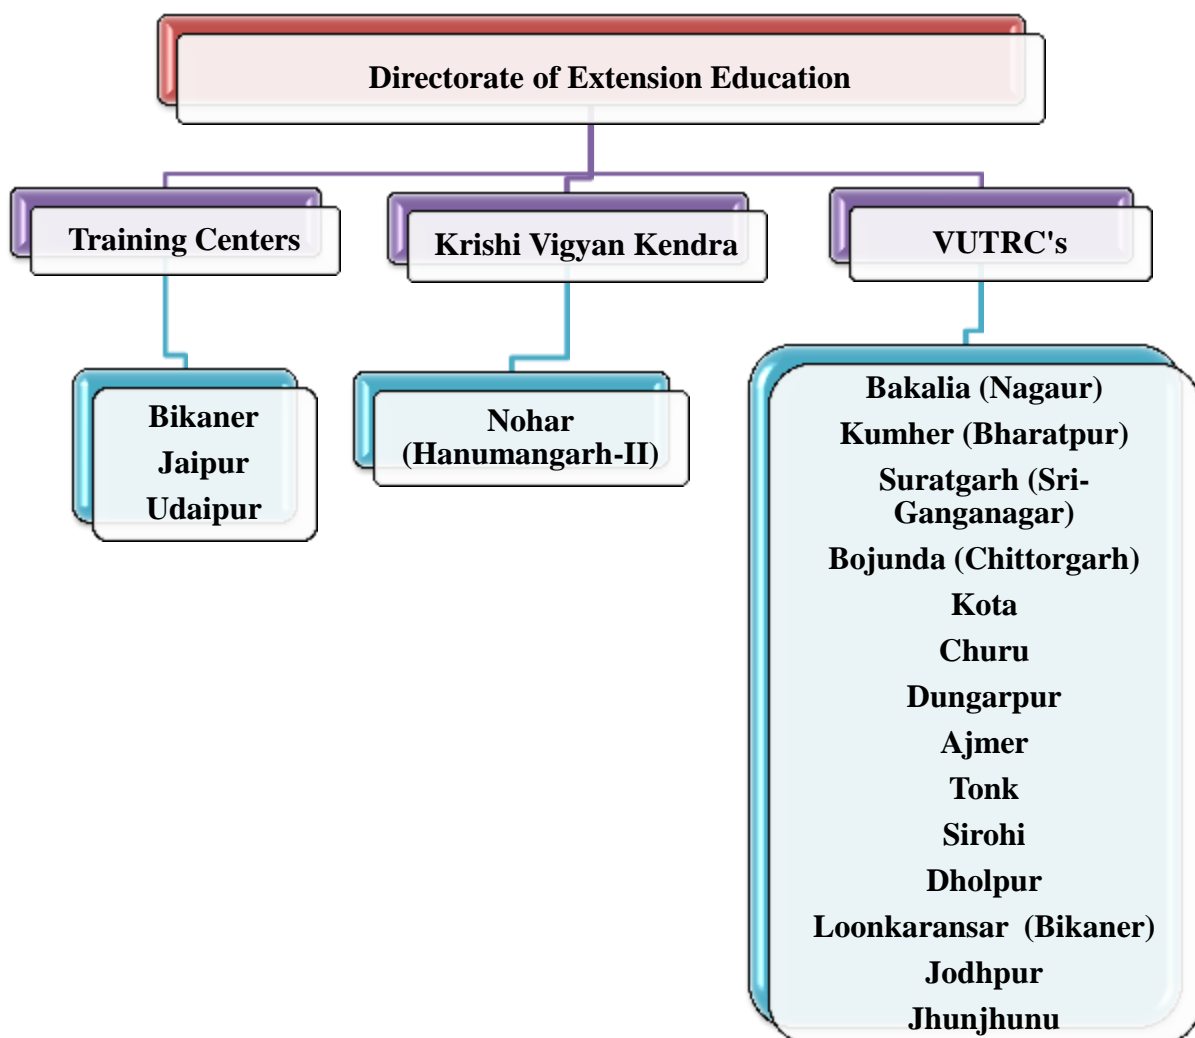 Directorate of Extension Education
Training Centers
Krishi Vigyan Kendra
VUTRC's
Bikaner
Jaipur
Udaipur
Nohar
(Hanumangarh-II)
Bakalia (Nagaur)
Kumher (Bharatpur)
Suratgarh (Sri-
Ganganagar)
Bojunda (Chittorgarh)
Kota
Churu
Dungarpur
Ajmer
Tonk
Sirohi
Dholpur
Loonkaransar (Bikaner)
Jodhpur
Jhunjhunu